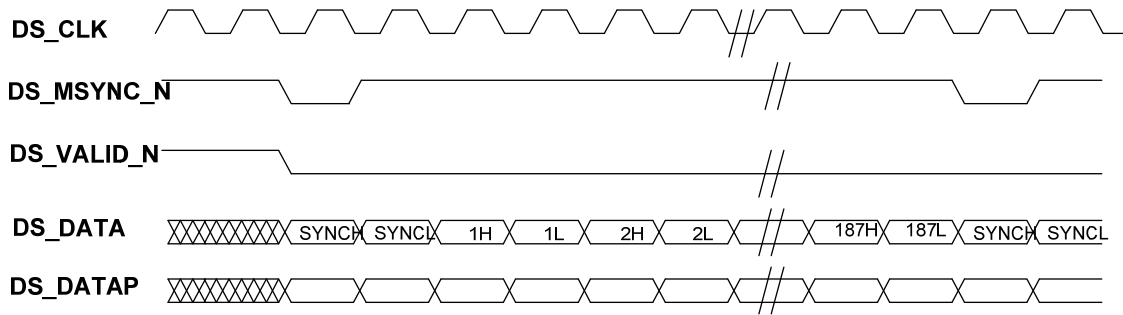 DS_CLK
DS_MSYNC_N
DS_VALID_N
DS_DATA SYNCH SYNCL 1H 1L 2H 2L 187H 187L SYNCH SYNCL
DS_DATAP